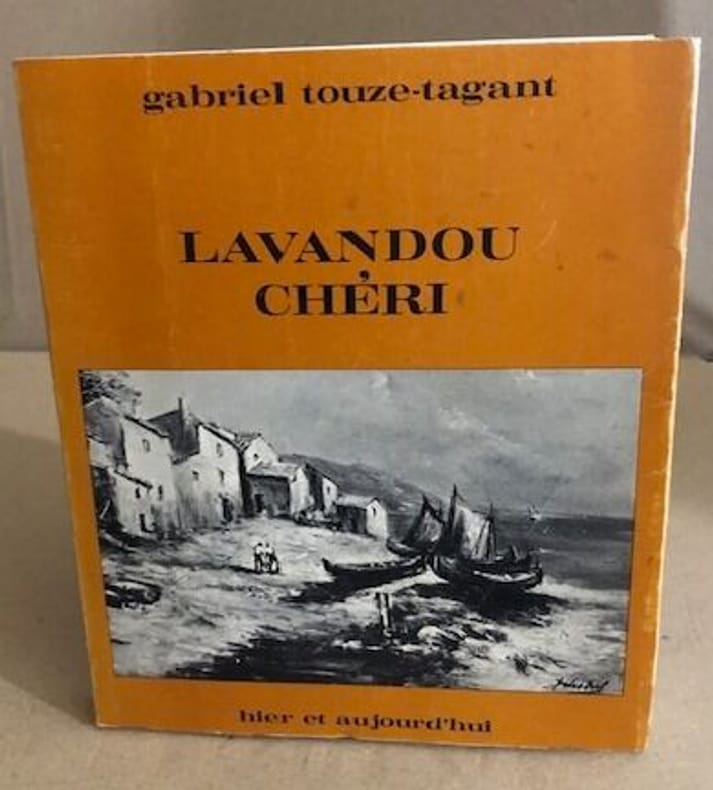 gabriel touze-tagant
LAVANDOU
CHÉRI
hier et aujourd'hui